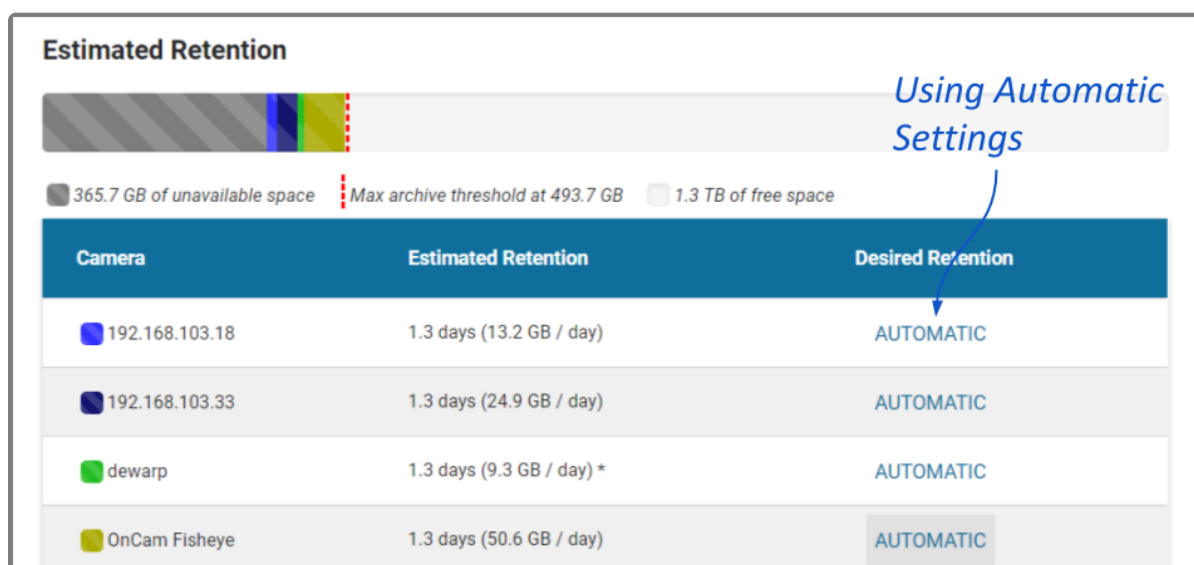 Estimated Retention
Using Automatic
Settings
365.7 GB of unavailable space Max archive threshold at 493.7 GB 1.3 TB of free space
Camera Estimated Retention Desired Retention
192.168.103.18 1.3 days (13.2 GB / day) AUTOMATIC
192.168.103.33 1.3 days (24.9 GB / day) AUTOMATIC
dewarp 1.3 days (9.3 GB / day) * AUTOMATIC
OnCam Fisheye 1.3 days (50.6 GB / day) AUTOMATIC